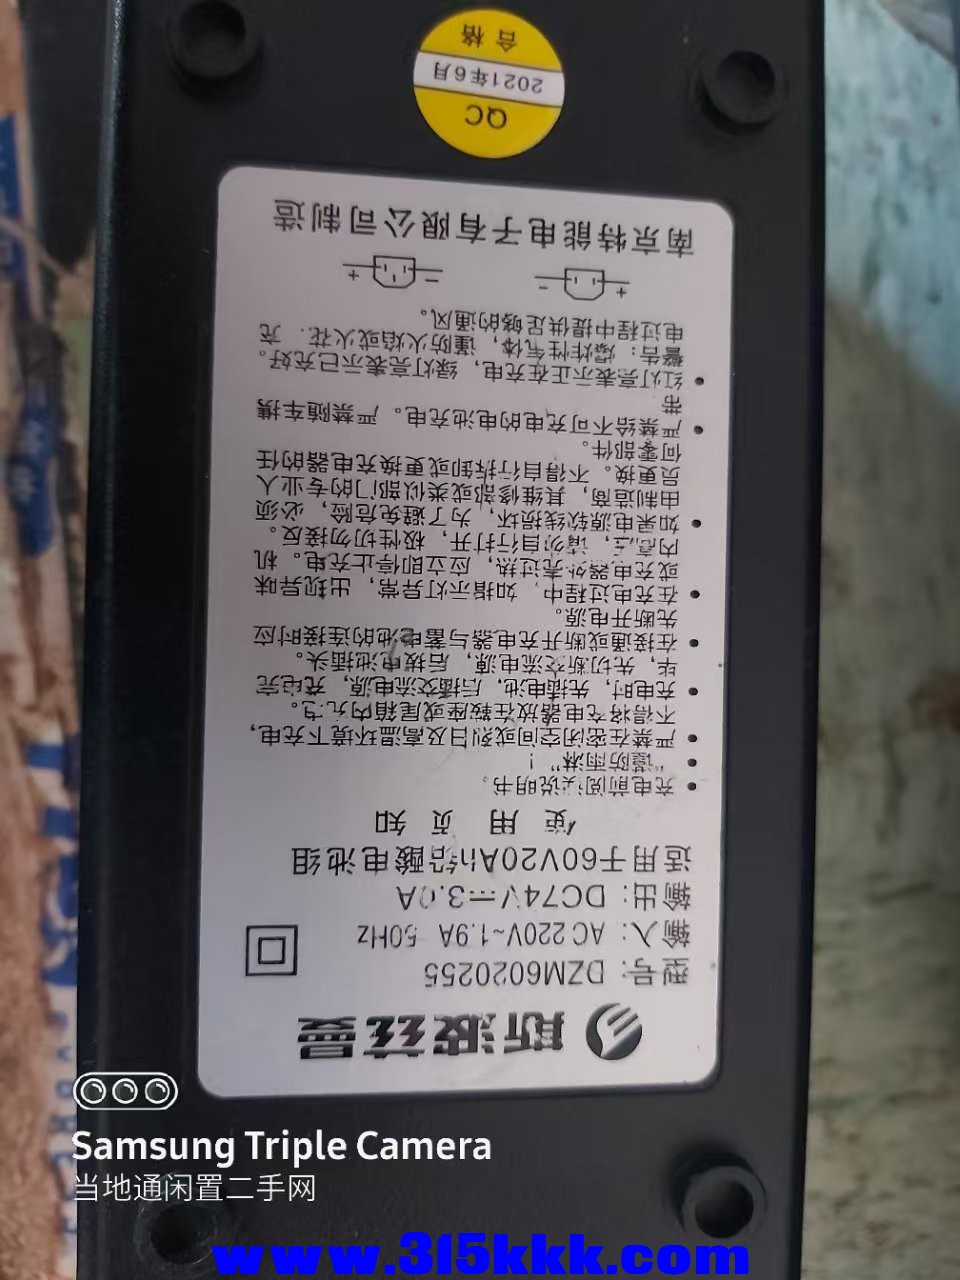 斯波兹曼
型号: DZM6020255
输入: AC 220V~1.9A 50Hz
输出: DC74V⎓3.0A
适用于60V20Ah铅酸电池组
使 用 须 知
• 充电前阅读说明书。
• “谨防雨淋”！
• 严禁在密闭空间或烈日及高温环境下充电，
不得将充电器放在鞍座或尾箱内充电。
• 充电时，先插电池，后插交流电源，充电完
毕，先切断交流电源，后拔电池插头。
• 在接通或断开充电器与蓄电池的连接时应
先断开电源。
• 在充电过程中，如指示灯异常，出现异味
或充电器外壳过热，应立即停止充电。机
内高压，请勿自行打开，极性切勿接反。
• 如果电源软线损坏，为了避免危险，必须
由制造商，其维修部或类似部门的专业人
员更换。不得自行拆卸或更换充电器的任
何零部件。
• 严禁给不可充电的电池充电。严禁随车携
带
• 红灯亮表示正在充电，绿灯亮表示已充好。
警告：爆炸性气体，谨防火焰或火花．充
电过程中提供足够的通风。
+ − − +
南京特能电子有限公司制造
QC
2021年6月
合格
Samsung Triple Camera
当地通闲置二手网
www.315kkk.com